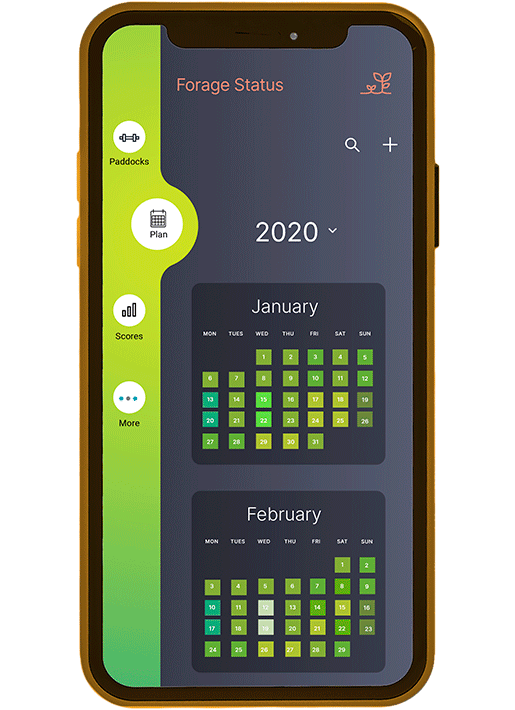 Forage Status
Paddocks
Plan
2020
January
MON TUES WED THU FRI SAT SUN
1 2 3 4 5
6 7 8 9 10 11 12
13 14 15 16 17 18 19
20 21 22 23 24 25 26
27 28 29 30 31
Scores
More
February
MON TUES WED THU FRI SAT SUN
1 2
3 4 5 6 7 8 9
10 11 12 13 14 15 16
17 18 19 20 21 22 23
24 25 26 27 28 29